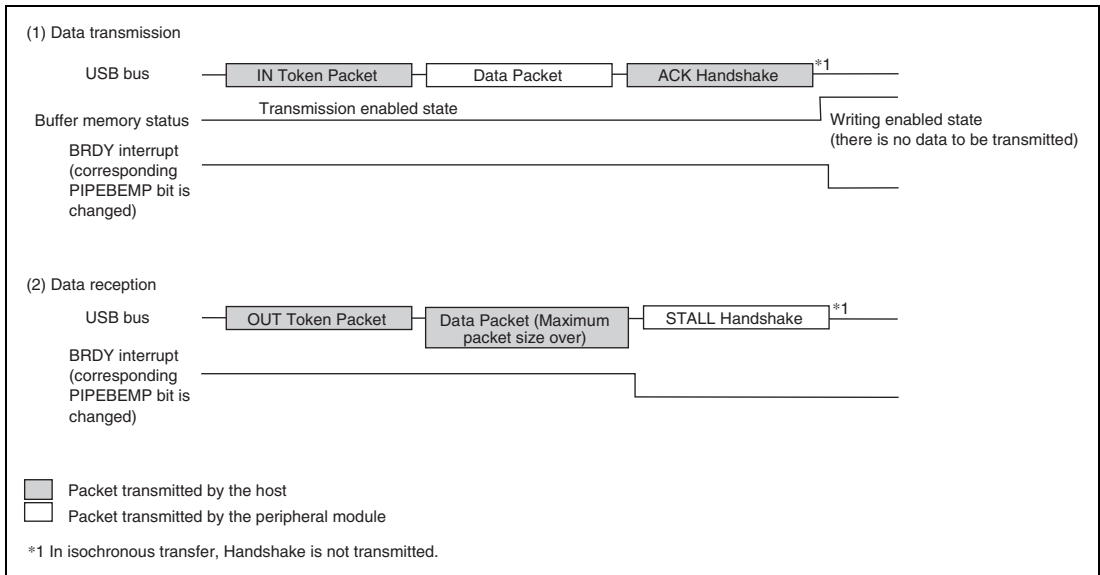 (1) Data transmission
USB bus
IN Token Packet
Data Packet
ACK Handshake
*1
Buffer memory status
Transmission enabled state
Writing enabled state
(there is no data to be transmitted)
BRDY interrupt
(corresponding
PIPEBEMP bit is
changed)
(2) Data reception
USB bus
OUT Token Packet
Data Packet (Maximum
packet size over)
STALL Handshake
*1
BRDY interrupt
(corresponding
PIPEBEMP bit is
changed)
Packet transmitted by the host
Packet transmitted by the peripheral module
*1 In isochronous transfer, Handshake is not transmitted.